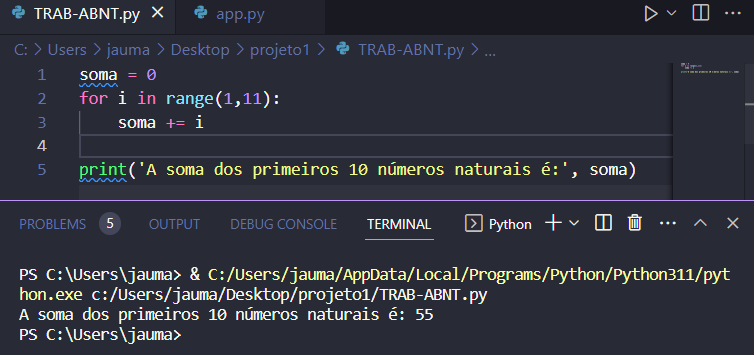 TRAB-ABNT.py
app.py
C: > Users > jauma > Desktop > projeto1 > TRAB-ABNT.py > ...
1 soma = 0
2 for i in range(1,11):
3     soma += i
4
5 print('A soma dos primeiros 10 números naturais é:', soma)
PROBLEMS 5 OUTPUT DEBUG CONSOLE TERMINAL Python
PS C:\Users\jauma> & C:/Users/jauma/AppData/Local/Programs/Python/Python311/pyt
hon.exe c:/Users/jauma/Desktop/projeto1/TRAB-ABNT.py
A soma dos primeiros 10 números naturais é: 55
PS C:\Users\jauma>